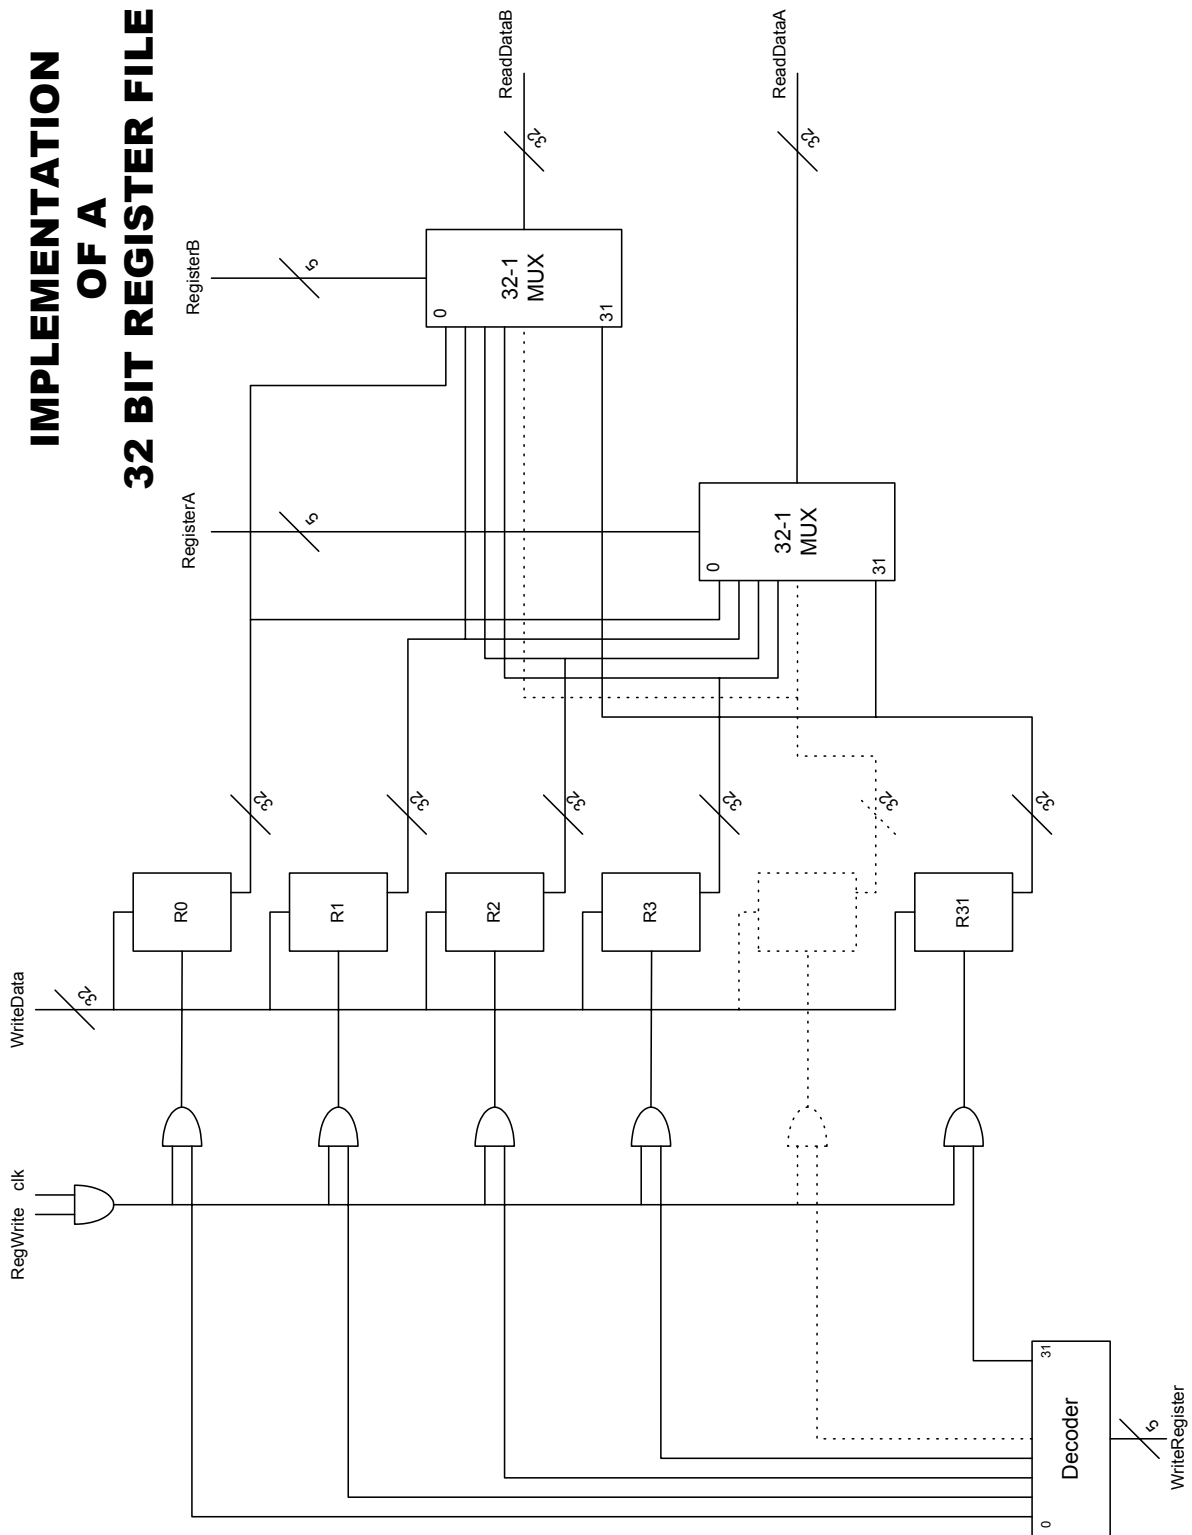 IMPLEMENTATION
OF A
32 BIT REGISTER FILE
WriteRegister
5
Decoder
0
31
RegWrite
clk
WriteData
32
R0
R1
R2
R3
R31
32
32
32
32
32
32
RegisterA
5
0
32-1
MUX
31
RegisterB
5
0
32-1
MUX
31
ReadDataB
32
ReadDataA
32